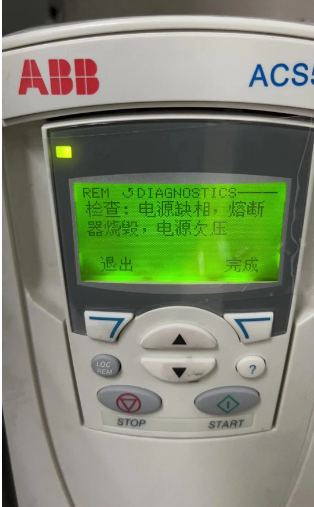 ABB
ACS5
REM ↺DIAGNOSTICS
检查：电源缺相，熔断
器烧毁，电源欠压
退出 完成
LOC
REM
?
STOP
START